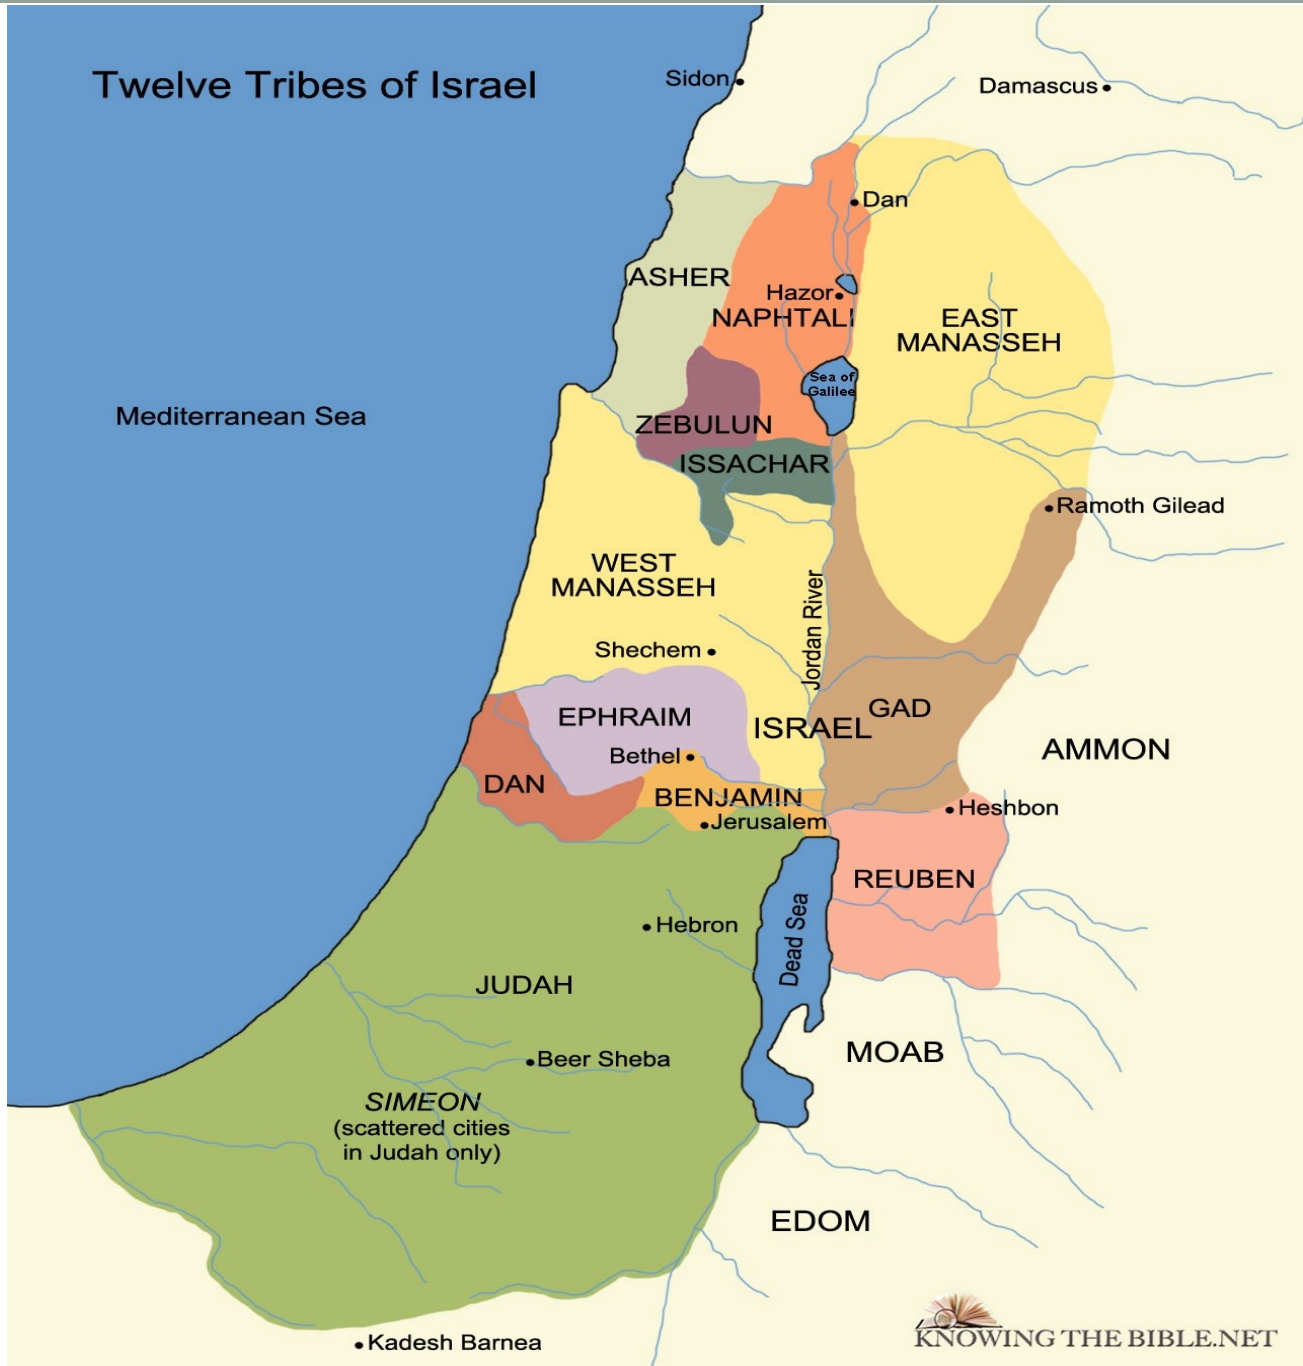 Twelve Tribes of Israel
Sidon
Damascus
Dan
ASHER
Hazor
NAPHTALI
EAST
MANASSEH
Sea of
Galilee
Mediterranean Sea
ZEBULUN
ISSACHAR
Ramoth Gilead
WEST
MANASSEH
Jordan River
Shechem
EPHRAIM
ISRAEL
GAD
AMMON
Bethel
DAN
BENJAMIN
Heshbon
Jerusalem
REUBEN
Hebron
Dead Sea
JUDAH
MOAB
Beer Sheba
SIMEON
(scattered cities
in Judah only)
EDOM
Kadesh Barnea
KNOWING THE BIBLE.NET